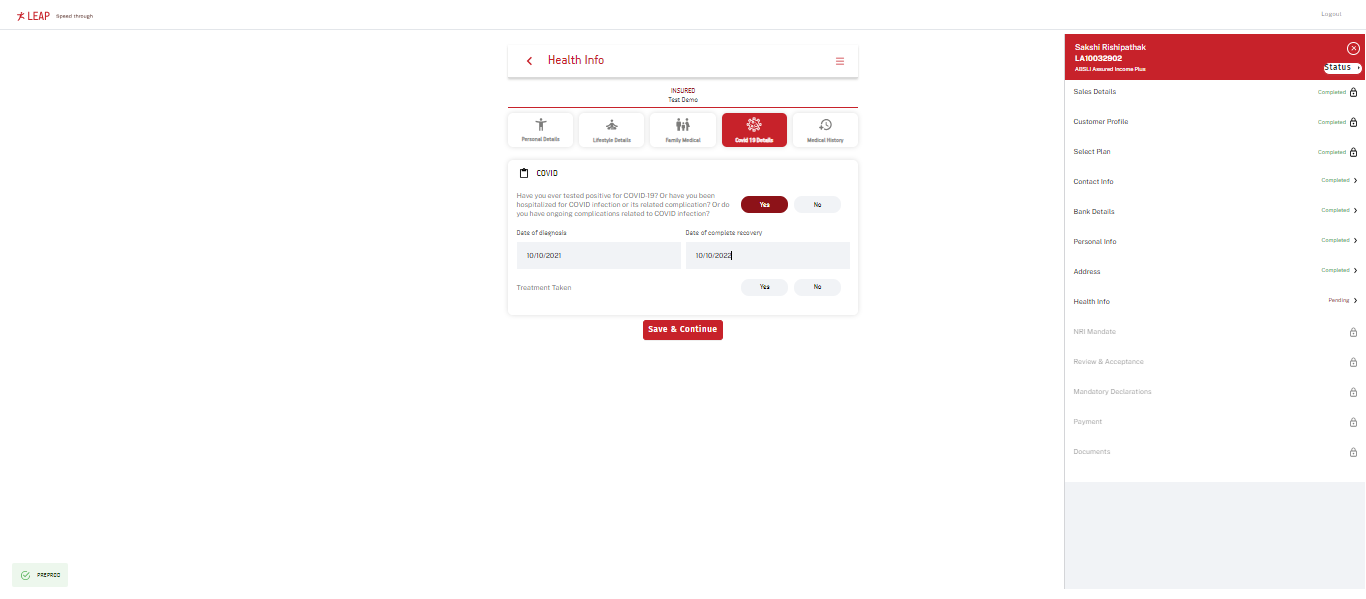 LEAP Speed through
Logout
Health Info
INSURED
Test Demo
Personal Details
Lifestyle Details
Family Medical
Covid 19 Details
Medical History
COVID
Have you ever tested positive for COVID-19? Or have you been
hospitalized for COVID infection or its related complication? Or do
you have ongoing complications related to COVID infection?
Yes
No
Date of diagnosis
Date of complete recovery
10/10/2021
10/10/2022
Treatment Taken
Yes
No
Save & Continue
PREPROD
Sakshi Rishipathak
LA10032902
ABSLI Assured Income Plus
Status
Sales Details
Completed
Customer Profile
Completed
Select Plan
Completed
Contact Info
Completed
Bank Details
Completed
Personal Info
Completed
Address
Completed
Health Info
Pending
NRI Mandate
Review & Acceptance
Mandatory Declarations
Payment
Documents